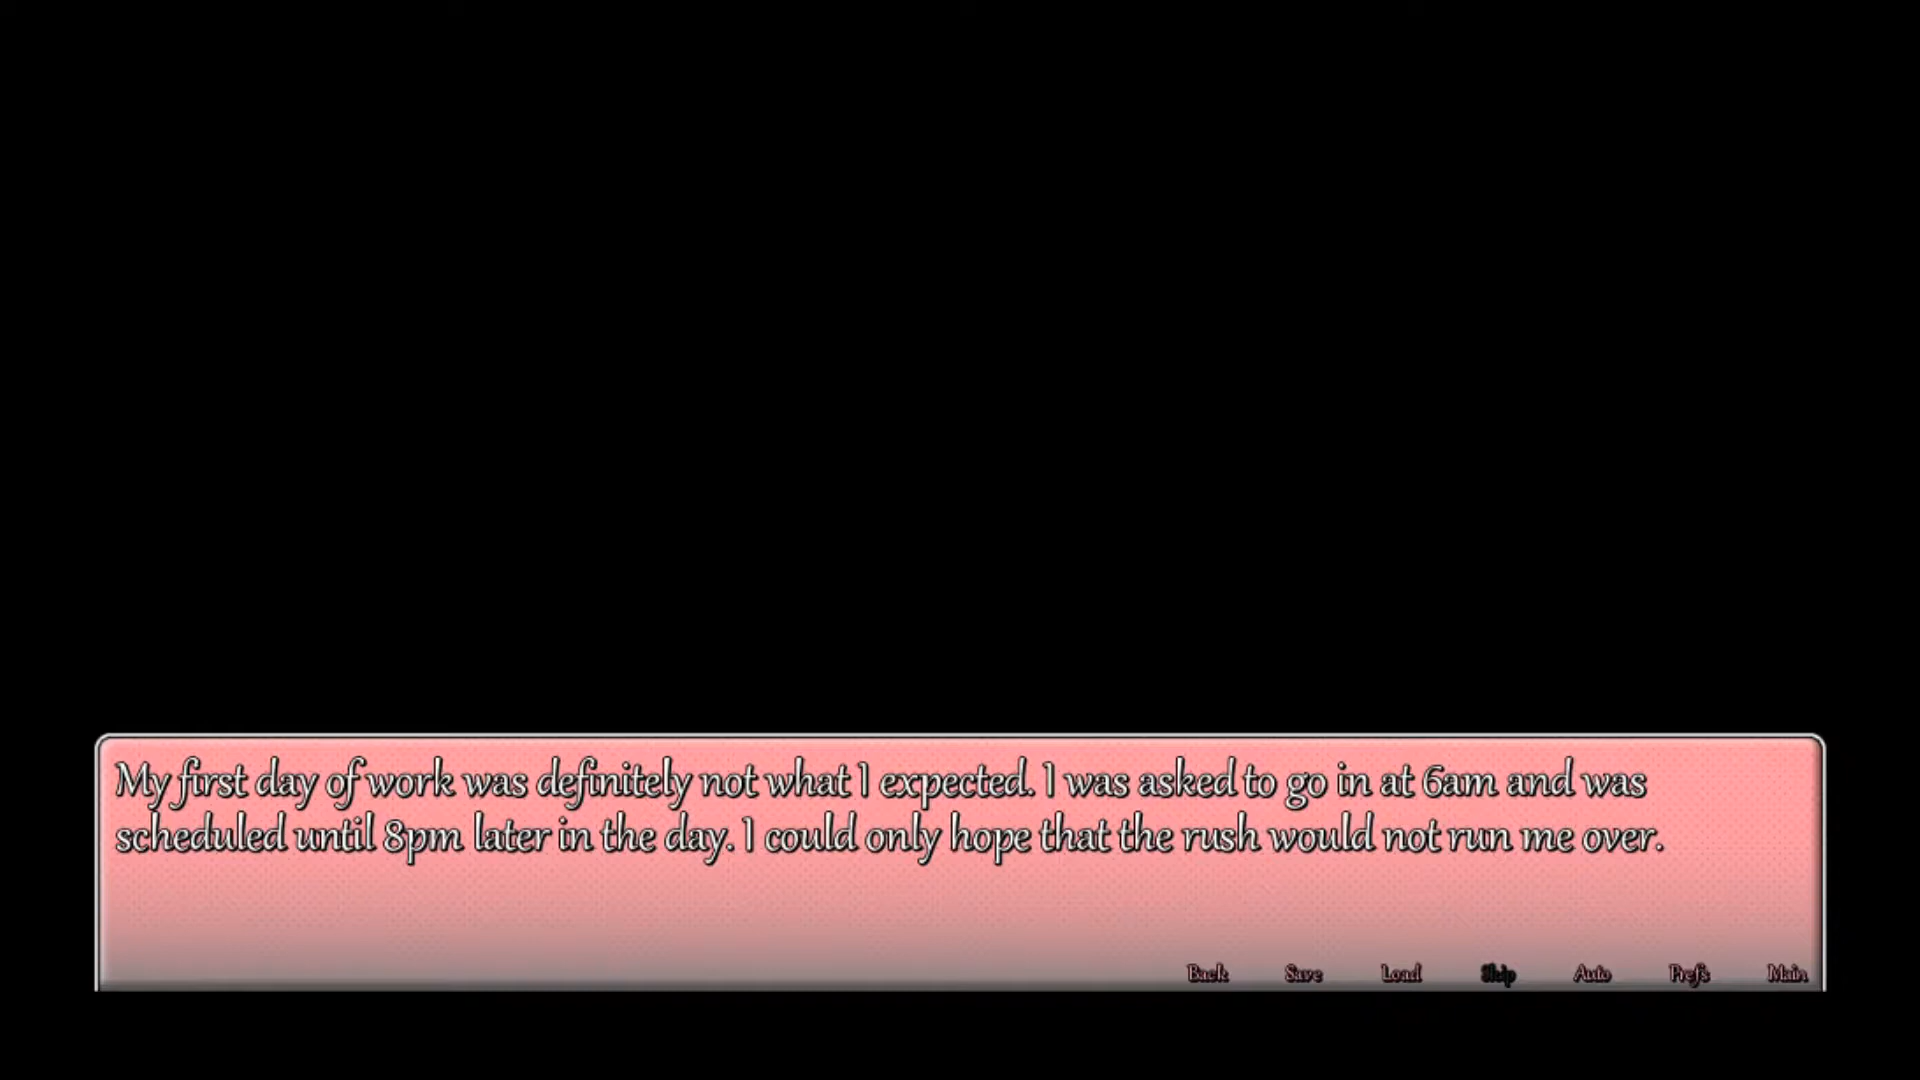 My first day of work was definitely not what I expected. I was asked to go in at 6am and was
scheduled until 8pm later in the day. I could only hope that the rush would not run me over.
Back Save Load Skip Auto Prefs Main